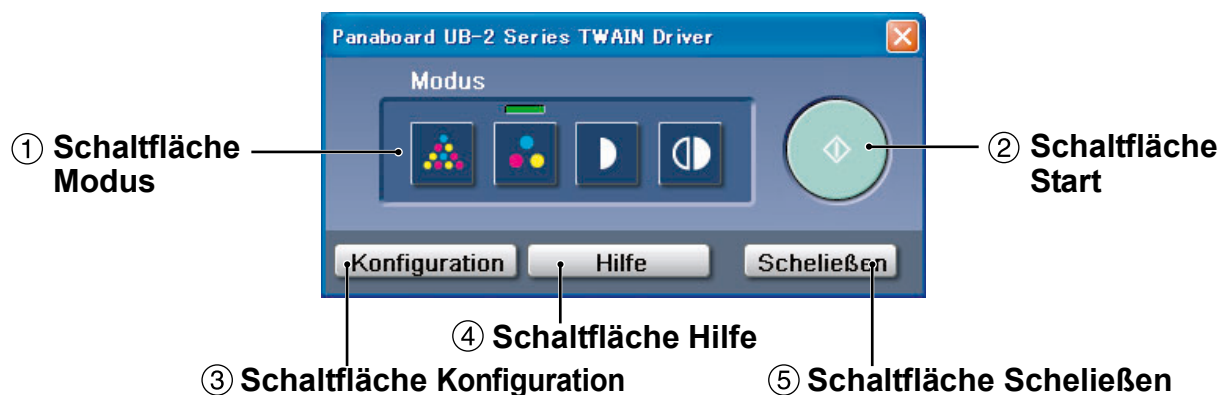 Panaboard UB-2 Series TWAIN Driver
Modus
① Schaltfläche
Modus
② Schaltfläche
Start
Konfiguration
Hilfe
Scheließen
④ Schaltfläche Hilfe
③ Schaltfläche Konfiguration
⑤ Schaltfläche Scheließen